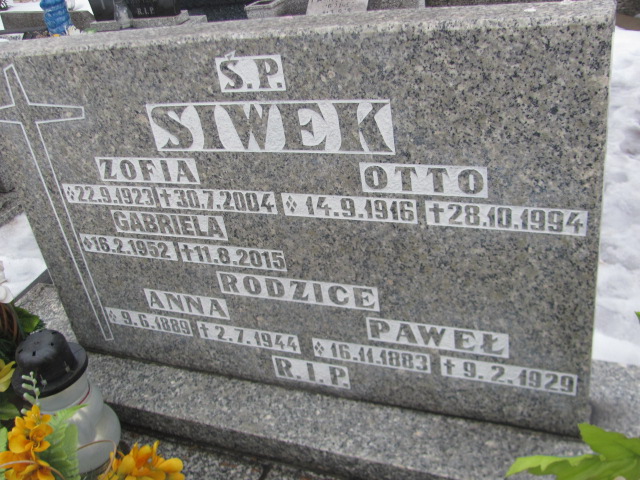 R.I.P
Ś.P.
SIWEK
ZOFIA OTTO
22.9.1923 †30.7.2004 14.9.1916 †28.10.1994
GABRIELA
16.2.1952 †11.8.2015
RODZICE
ANNA PAWEŁ
9.6.1889 †2.7.1944 16.11.1883 †9.2.1929
R.I.P.